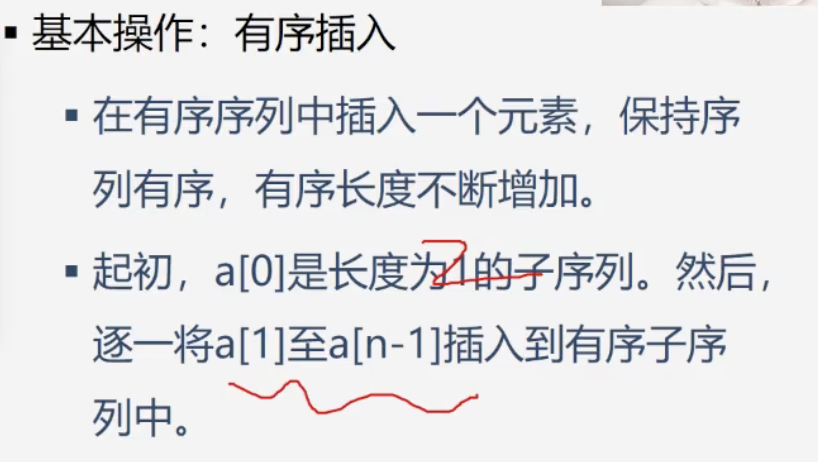 ▪ 基本操作：有序插入
▪ 在有序序列中插入一个元素，保持序
列有序，有序长度不断增加。
▪ 起初，a[0]是长度为1的子序列。然后，
逐一将a[1]至a[n-1]插入到有序子序
列中。